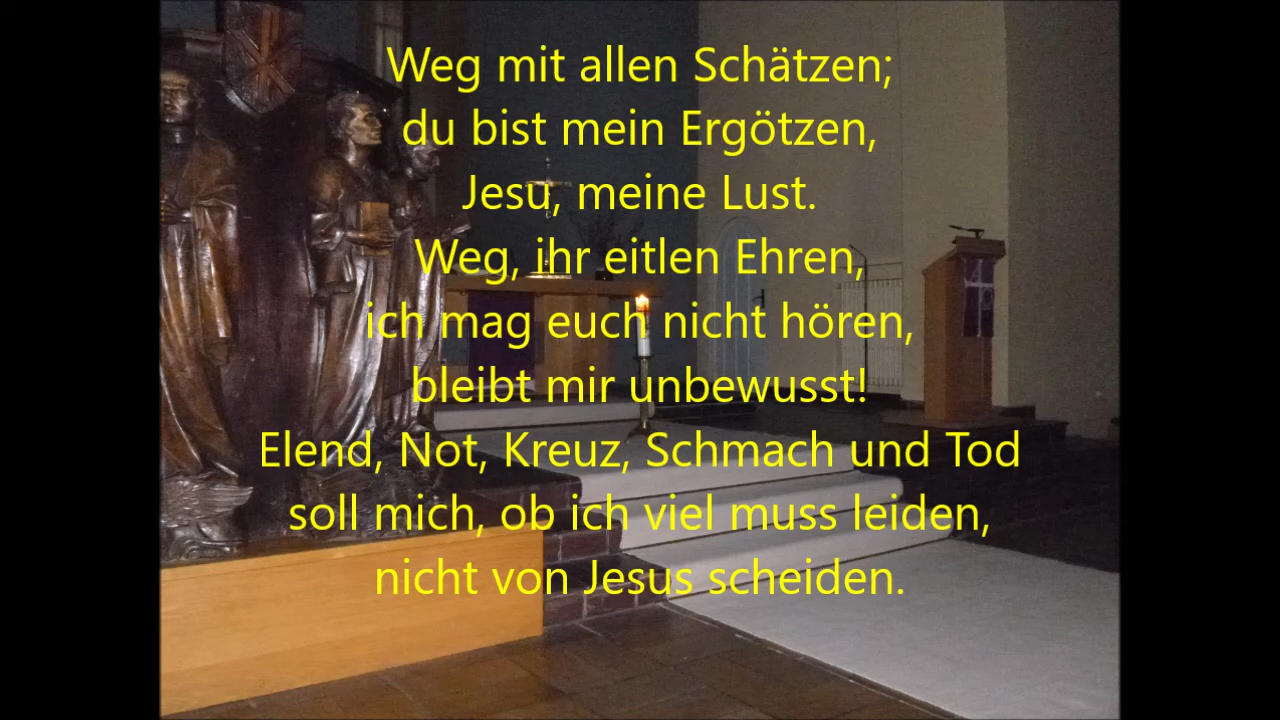 Weg mit allen Schätzen;
du bist mein Ergötzen,
Jesu, meine Lust.
Weg, ihr eitlen Ehren,
ich mag euch nicht hören,
bleibt mir unbewusst!
Elend, Not, Kreuz, Schmach und Tod
soll mich, ob ich viel muss leiden,
nicht von Jesus scheiden.